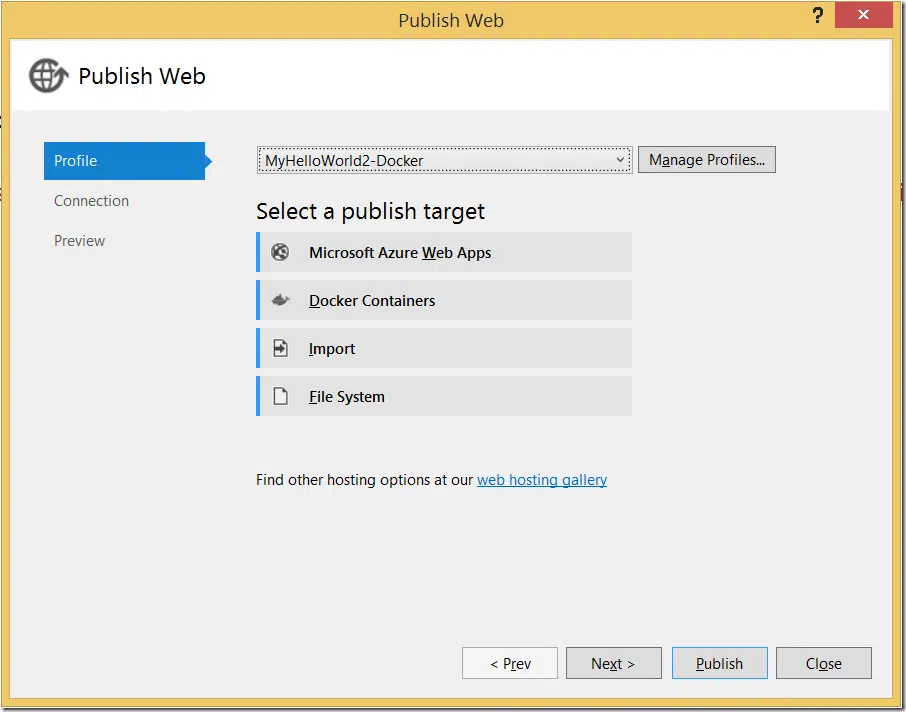 Publish Web
?
Publish Web
Profile
Connection
Preview
MyHelloWorld2-Docker
Manage Profiles...
Select a publish target
Microsoft Azure Web Apps
Docker Containers
Import
File System
Find other hosting options at our web hosting gallery
< Prev
Next >
Publish
Close